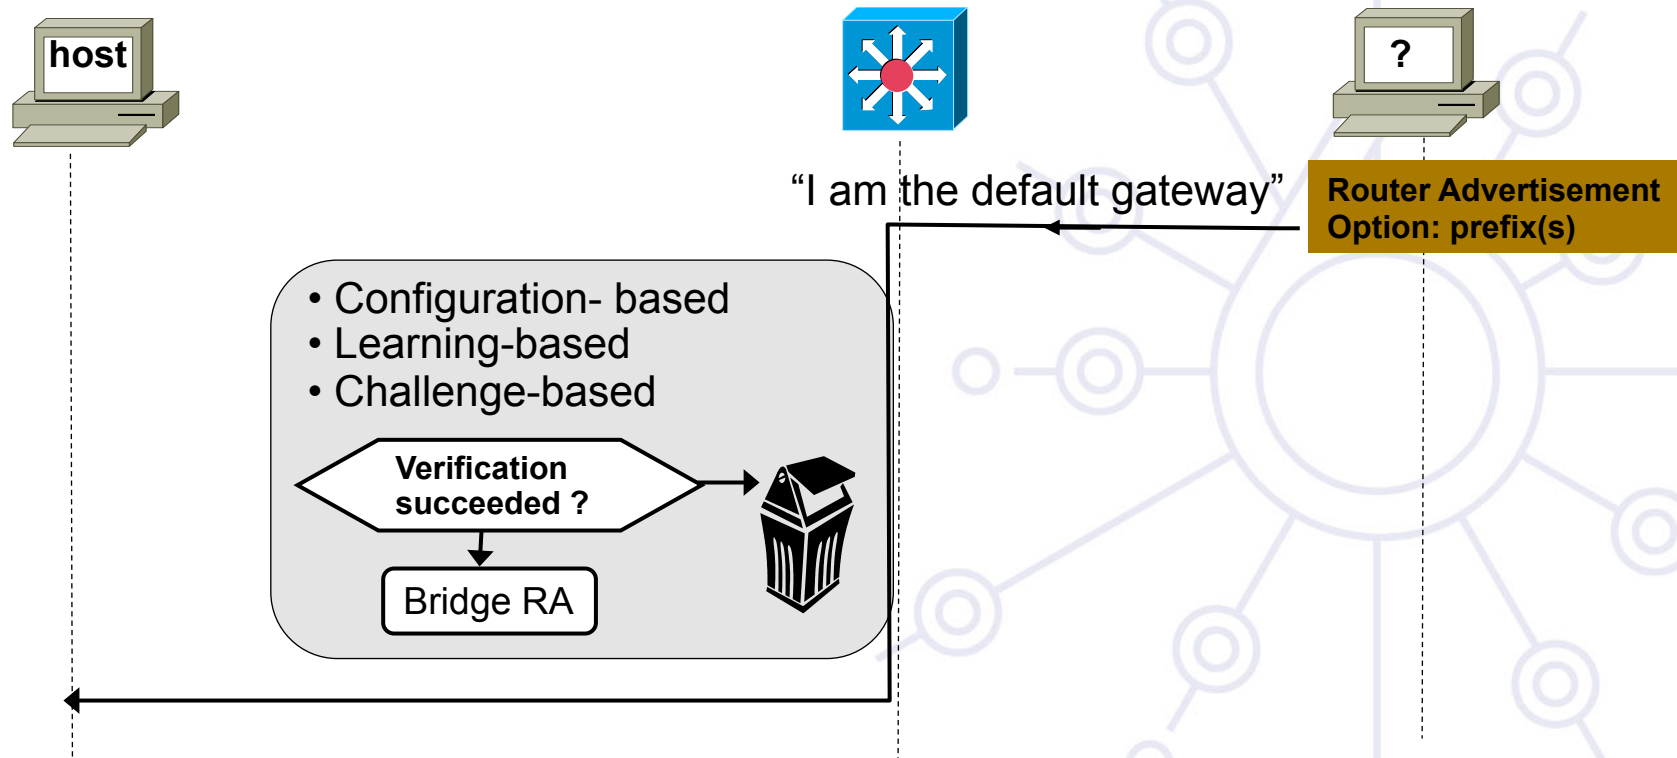 host
?
“I am the default gateway”
Router Advertisement
Option: prefix(s)
• Configuration- based
• Learning-based
• Challenge-based
Verification
succeeded ?
Bridge RA